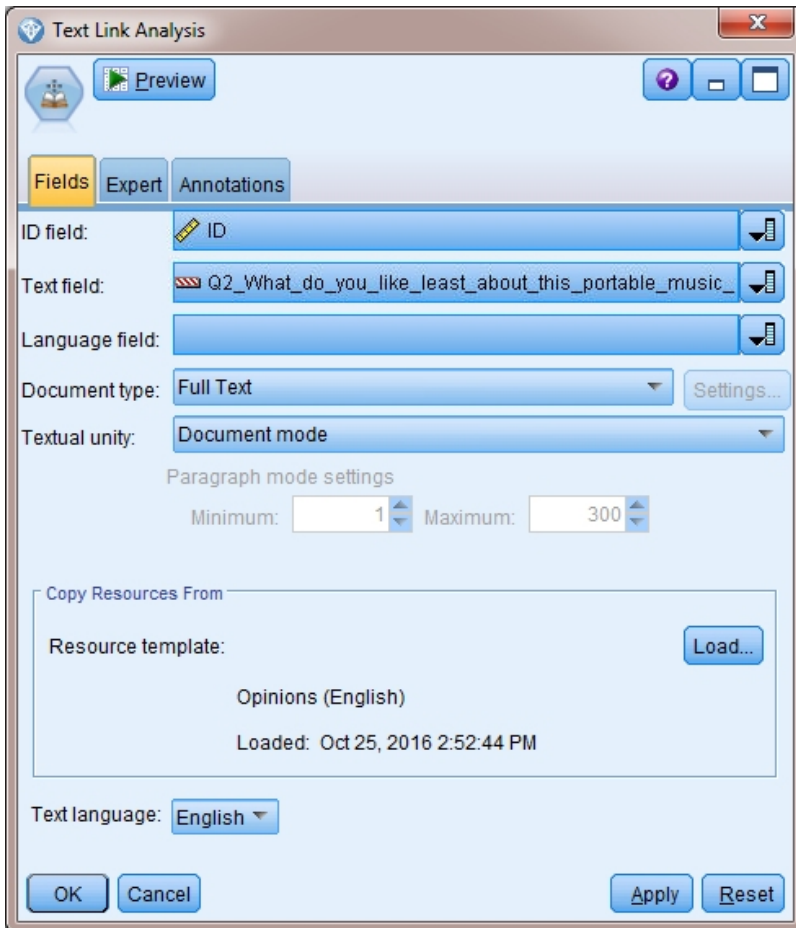 Text Link Analysis
Preview
Fields Expert Annotations
ID field: ID
Text field: Q2_What_do_you_like_least_about_this_portable_music_
Language field:
Document type: Full Text Settings...
Textual unity: Document mode
Paragraph mode settings
Minimum: 1 Maximum: 300
Copy Resources From
Resource template: Load...
Opinions (English)
Loaded: Oct 25, 2016 2:52:44 PM
Text language: English
OK Cancel Apply Reset